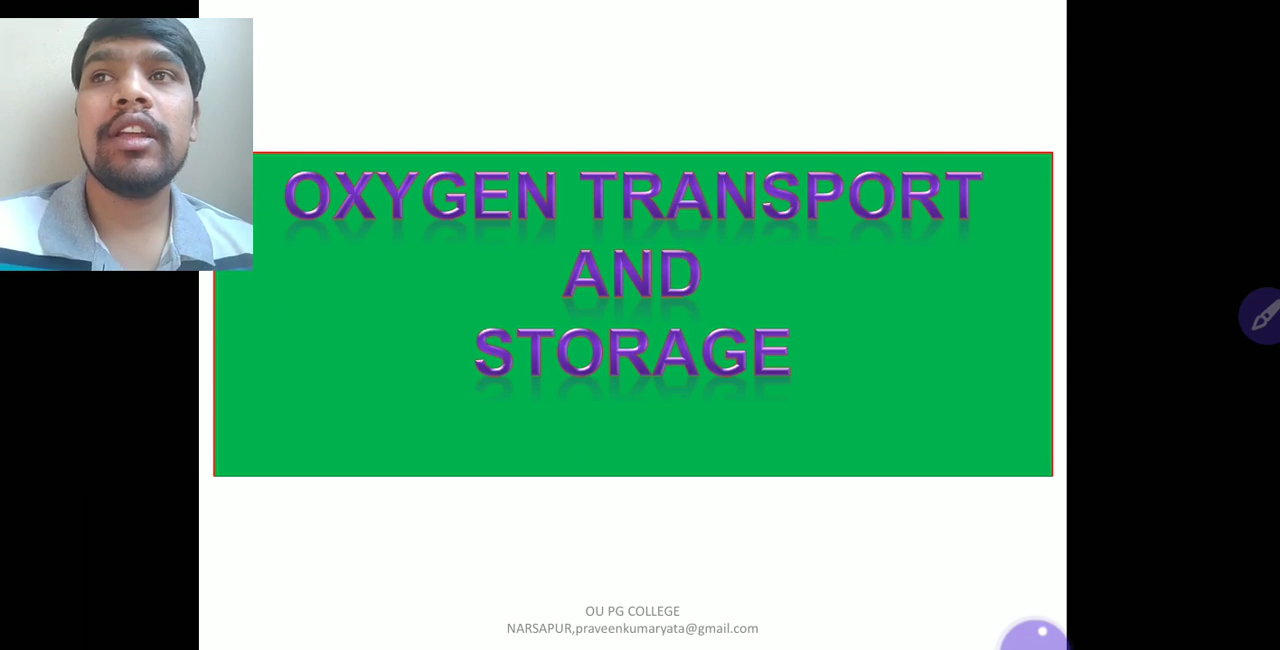 OXYGEN TRANSPORT
AND
STORAGE
OU PG COLLEGE
NARSAPUR,praveenkumaryata@gmail.com